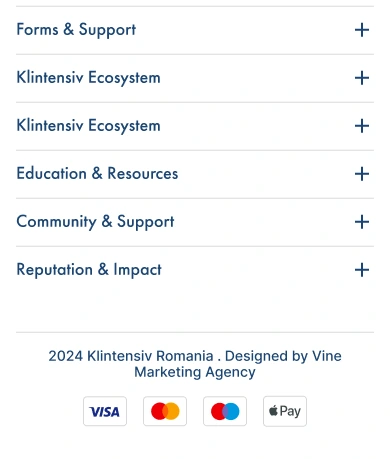 Forms & Support
Klintensiv Ecosystem
Klintensiv Ecosystem
Education & Resources
Community & Support
Reputation & Impact
2024 Klintensiv Romania . Designed by Vine
Marketing Agency
VISA
Pay